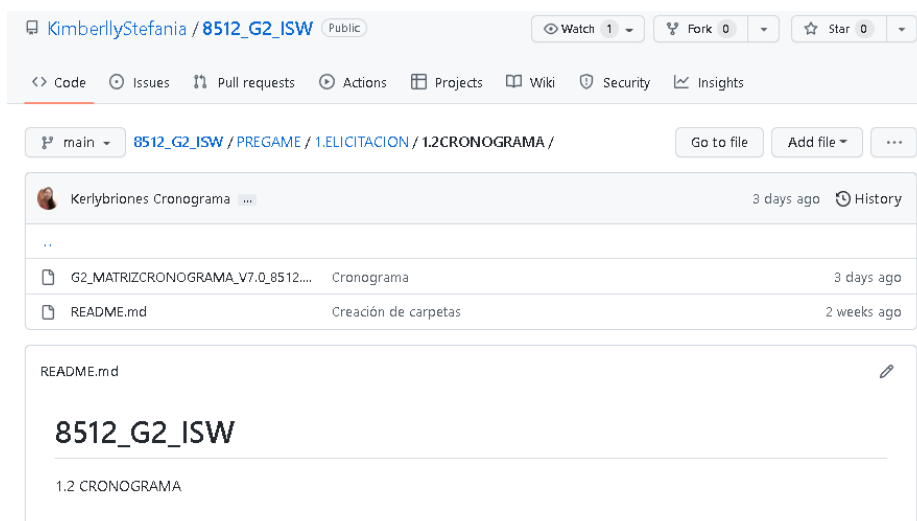 KimberllyStefania / 8512_G2_ISW Public
Watch 1 Fork 0 Star 0
<> Code Issues Pull requests Actions Projects Wiki Security Insights
main 8512_G2_ISW / PREGAME / 1.ELICITACION / 1.2CRONOGRAMA / Go to file Add file ...
Kerlybriones Cronograma ... 3 days ago History
..
G2_MATRIZCRONOGRAMA_V7.0_8512.... Cronograma 3 days ago
README.md Creación de carpetas 2 weeks ago
README.md
8512_G2_ISW
1.2 CRONOGRAMA